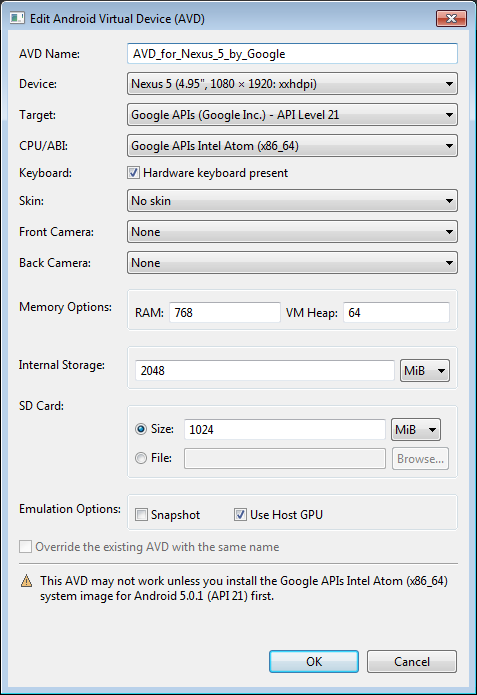 Edit Android Virtual Device (AVD)
AVD Name: AVD_for_Nexus_5_by_Google
Device: Nexus 5 (4.95", 1080 × 1920: xxhdpi)
Target: Google APIs (Google Inc.) - API Level 21
CPU/ABI: Google APIs Intel Atom (x86_64)
Keyboard: Hardware keyboard present
Skin: No skin
Front Camera: None
Back Camera: None
Memory Options: RAM: 768 VM Heap: 64
Internal Storage: 2048 MiB
SD Card:
Size: 1024 MiB
File: Browse...
Emulation Options: Snapshot Use Host GPU
Override the existing AVD with the same name
This AVD may not work unless you install the Google APIs Intel Atom (x86_64)
system image for Android 5.0.1 (API 21) first.
OK Cancel